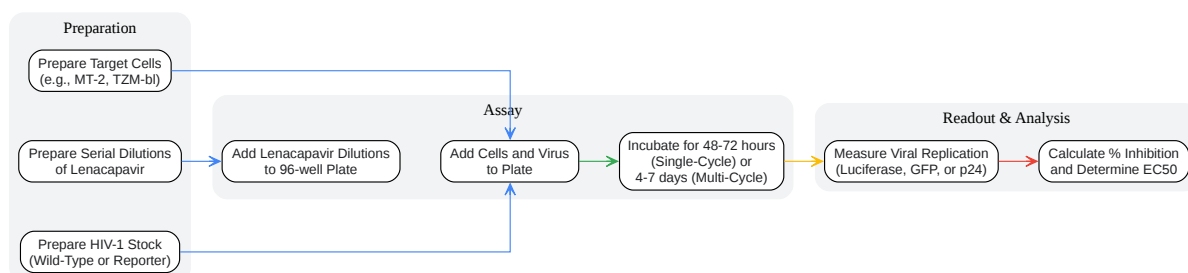 Preparation
Prepare Target Cells
(e.g., MT-2, TZM-bl)
Prepare Serial Dilutions
of Lenacapavir
Prepare HIV-1 Stock
(Wild-Type or Reporter)
Assay
Add Lenacapavir Dilutions
to 96-well Plate
Add Cells and Virus
to Plate
Incubate for 48-72 hours
(Single-Cycle) or
4-7 days (Multi-Cycle)
Readout & Analysis
Measure Viral Replication
(Luciferase, GFP, or p24)
Calculate % Inhibition
and Determine EC50